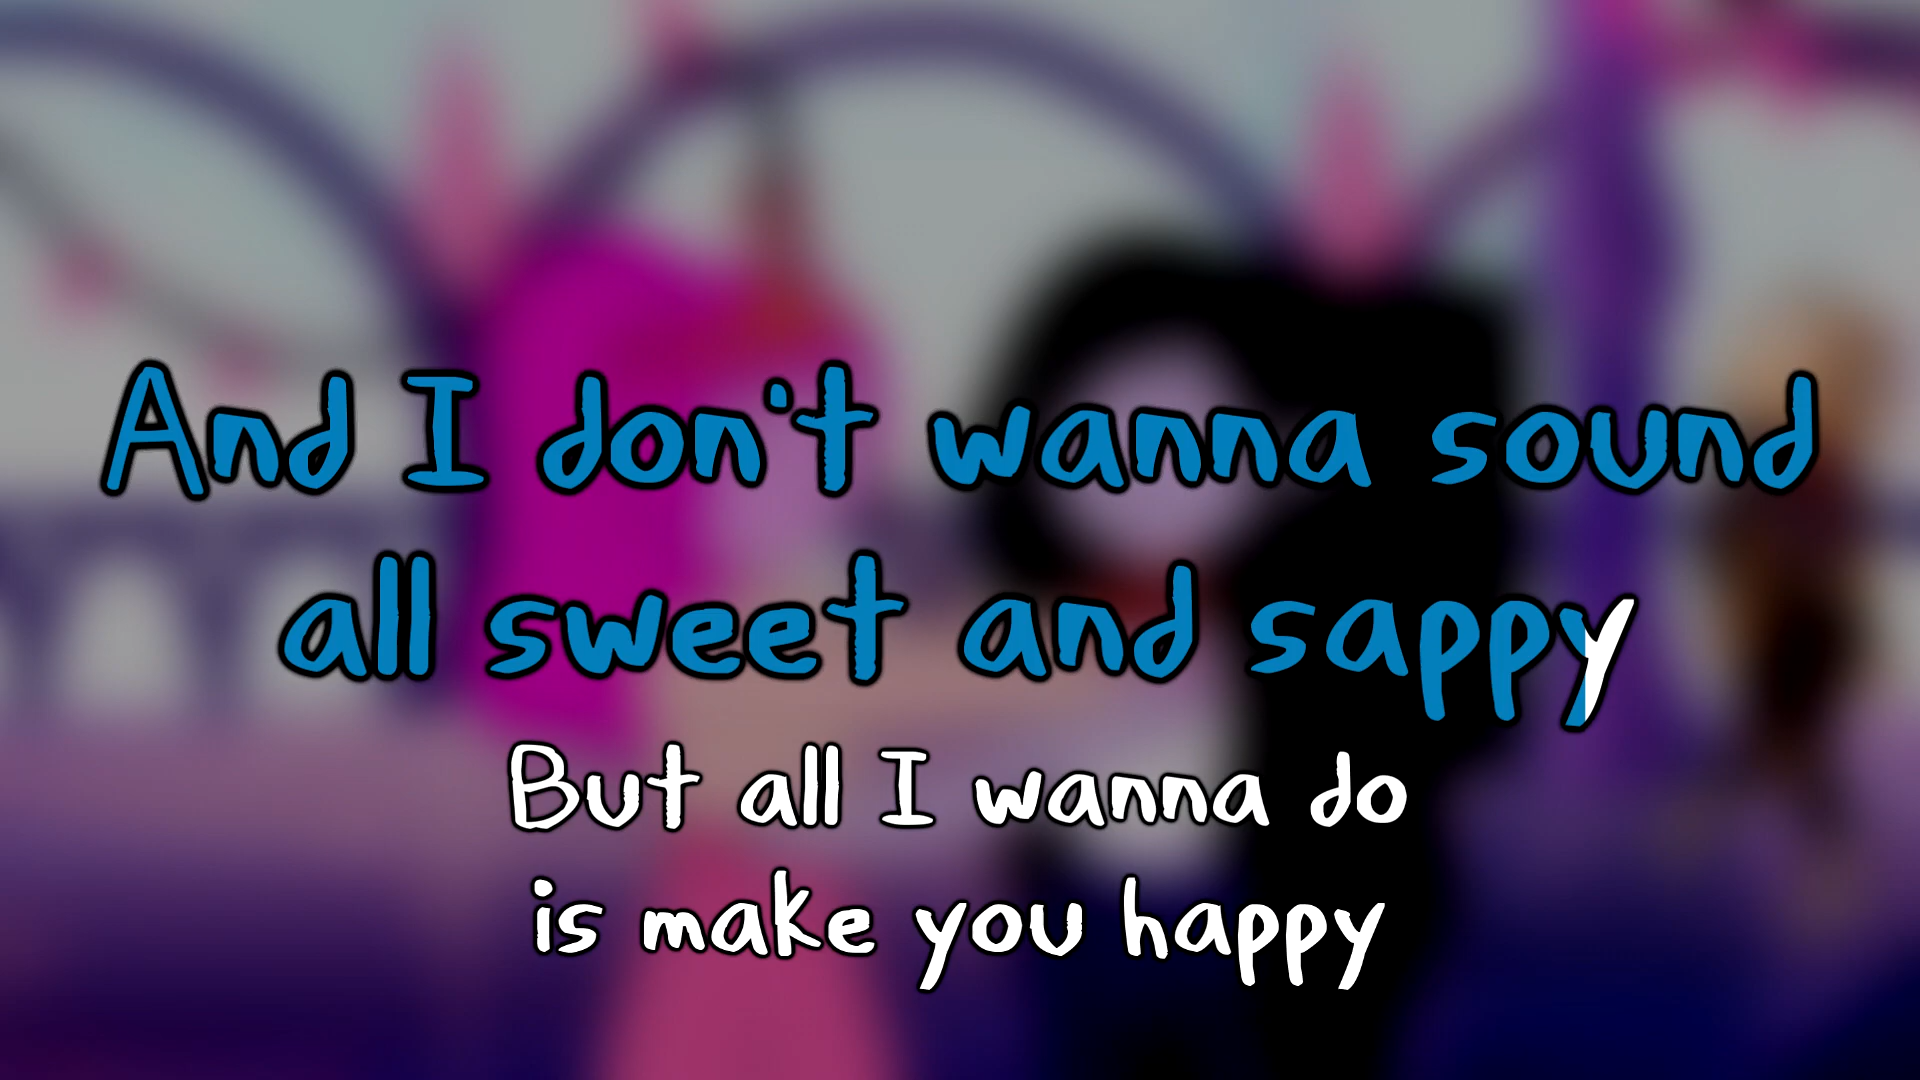 And I don't wanna sound
all sweet and sappy
But all I wanna do
is make you happy